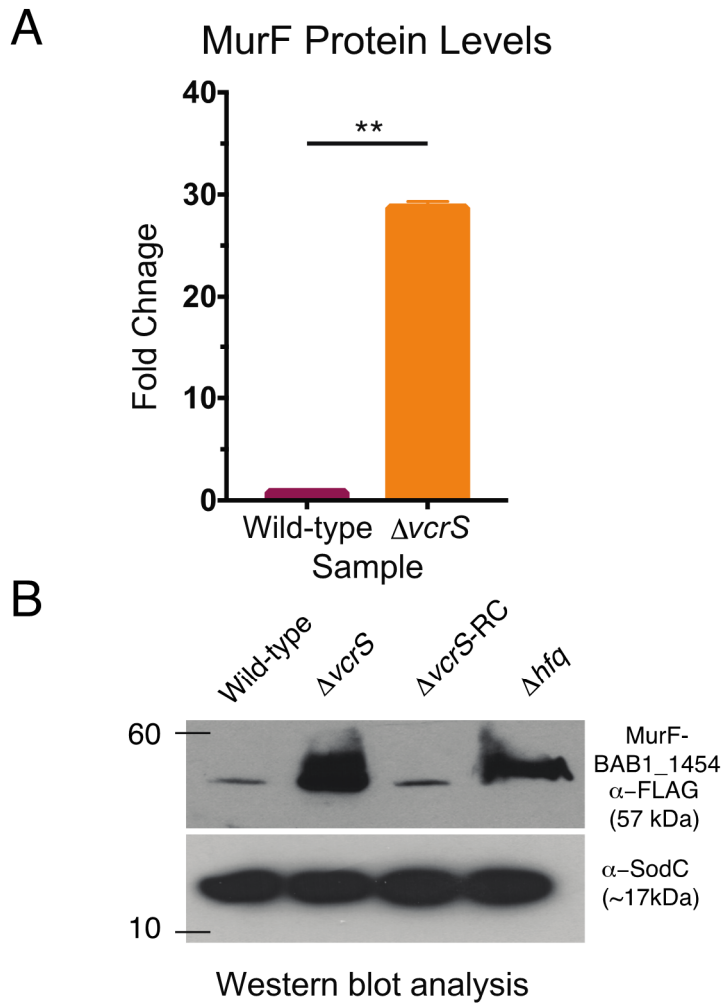 A
MurF Protein Levels
40
**
30
20
10
0
Fold Chnage
Wild-type ΔvcrS
Sample
B
Wild-type ΔvcrS ΔvcrS-RC Δhfq
60
MurF-
BAB1_1454
α−FLAG
(57 kDa)
α−SodC
(~17kDa)
10
Western blot analysis